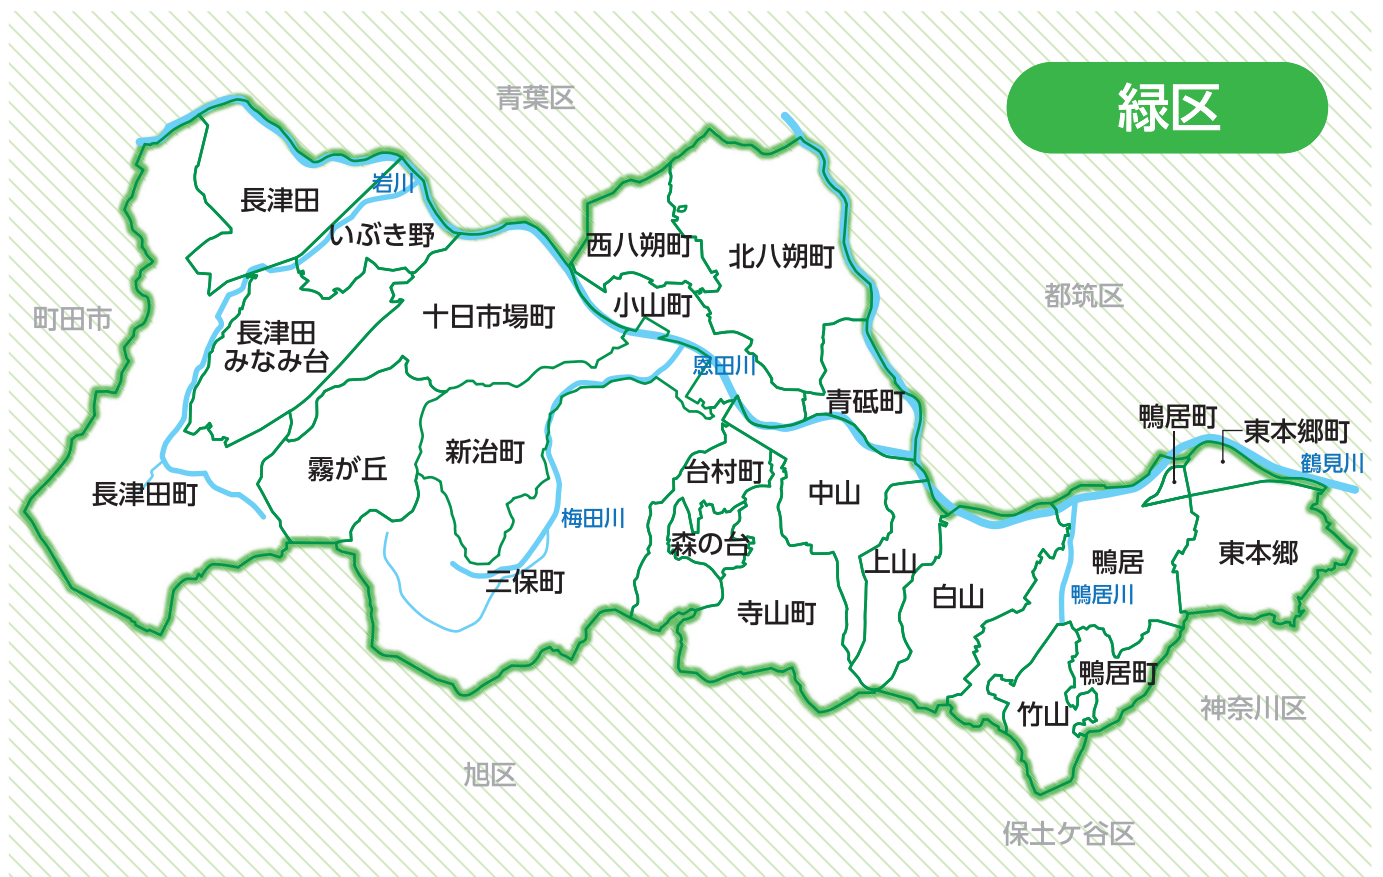 緑区
青葉区
岩川
長津田
いぶき野
西八朔町
北八朔町
町田市
都筑区
小山町
十日市場町
長津田
みなみ台
恩田川
青砥町
鴨居町
東本郷町
鶴見川
新治町
霧が丘
台村町
長津田町
中山
梅田川
森の台
上山
鴨居
東本郷
三保町
白山
鴨居川
寺山町
鴨居町
竹山
神奈川区
旭区
保土ケ谷区